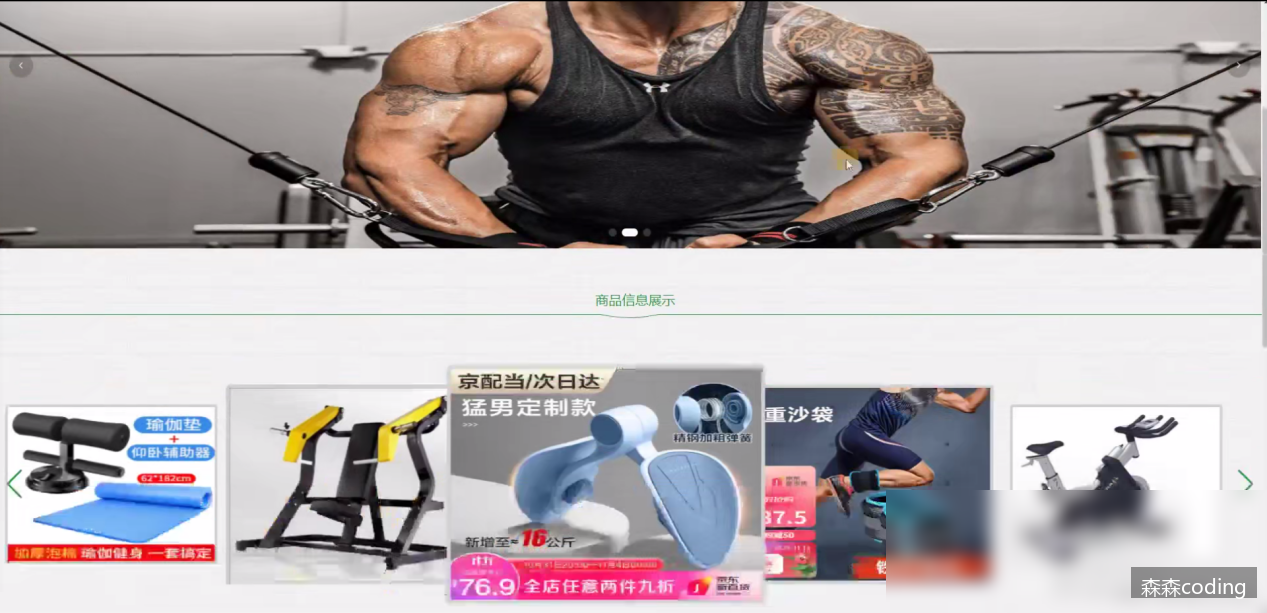 商品信息展示
瑜伽垫
+
仰卧辅助器
62*182cm
加厚泡棉 瑜伽健身 一套搞定
京配当/次日达
猛男定制款
>>>
精钢加粗弹簧
新增至≈16公斤
76.9
全店任意两件九折
京东
重沙袋
37.5
森森coding